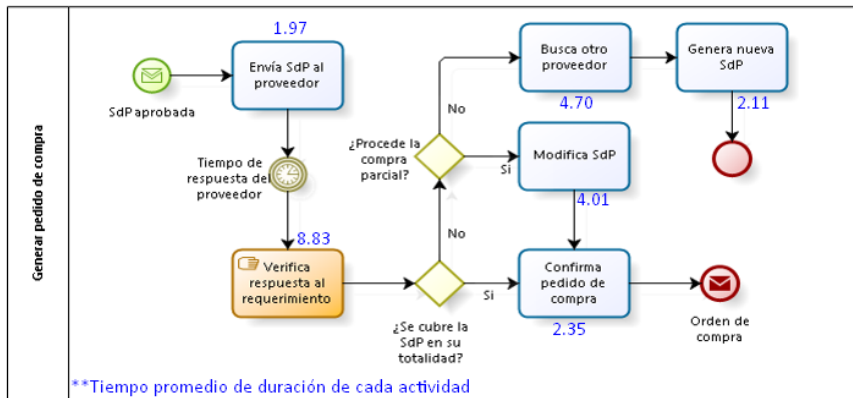 Generar pedido de compra
1.97
Envía SdP al
proveedor
SdP aprobada
Tiempo de
respuesta del
proveedor
8.83
Verifica
respuesta al
requerimiento
¿Se cubre la
SdP en su
totalidad?
No
Si
¿Procede la
compra
parcial?
No
Si
Busca otro
proveedor
4.70
Genera nueva
SdP
2.11
Modifica SdP
4.01
Confirma
pedido de
compra
2.35
Orden de
compra
**Tiempo promedio de duración de cada actividad